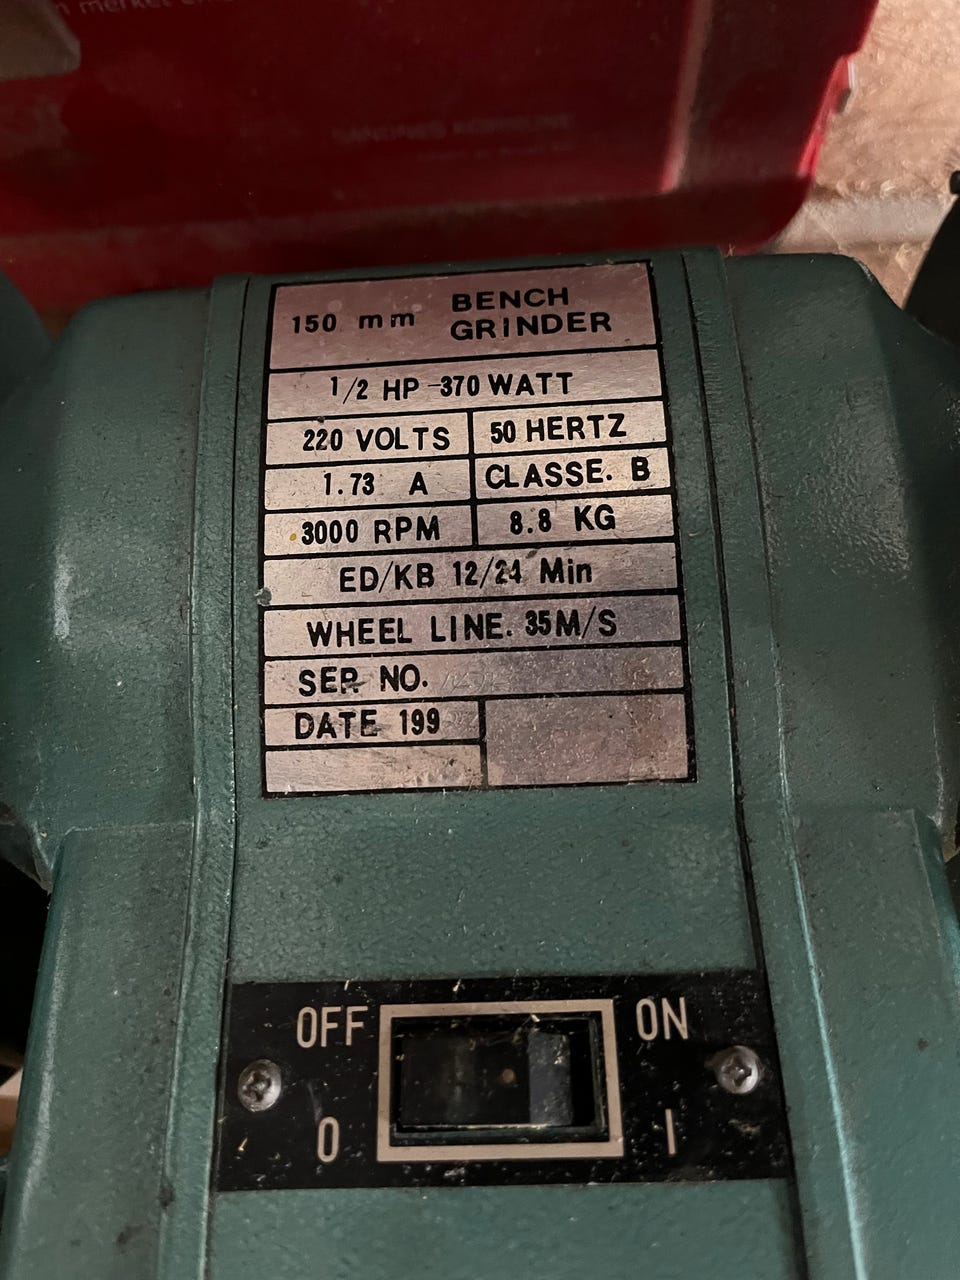 market
150 mm BENCH
GRINDER
1/2 HP 370 WATT
220 VOLTS 50 HERTZ
1.73 A CLASSE. B
3000 RPM 8.8 KG
ED/KB 12/24 Min
WHEEL LINE. 35M/S
SER NO.
DATE 199
OFF ON
0 I